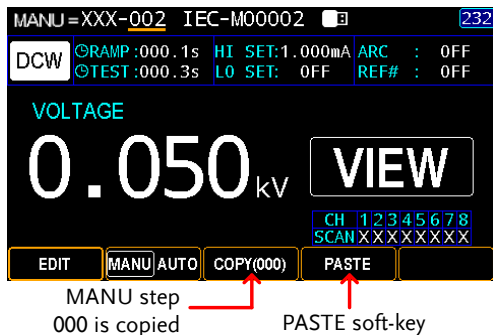 MANU=XXX-002 IEC-M00002 232
DCW RAMP:000.1s HI SET:1.000mA ARC : OFF
TEST:000.3s LO SET: OFF REF# : OFF
VOLTAGE
0.050kV VIEW
CH 12345678
SCAN XXXXXXXX
EDIT MANU AUTO COPY(000) PASTE
MANU step
000 is copied
PASTE soft-key